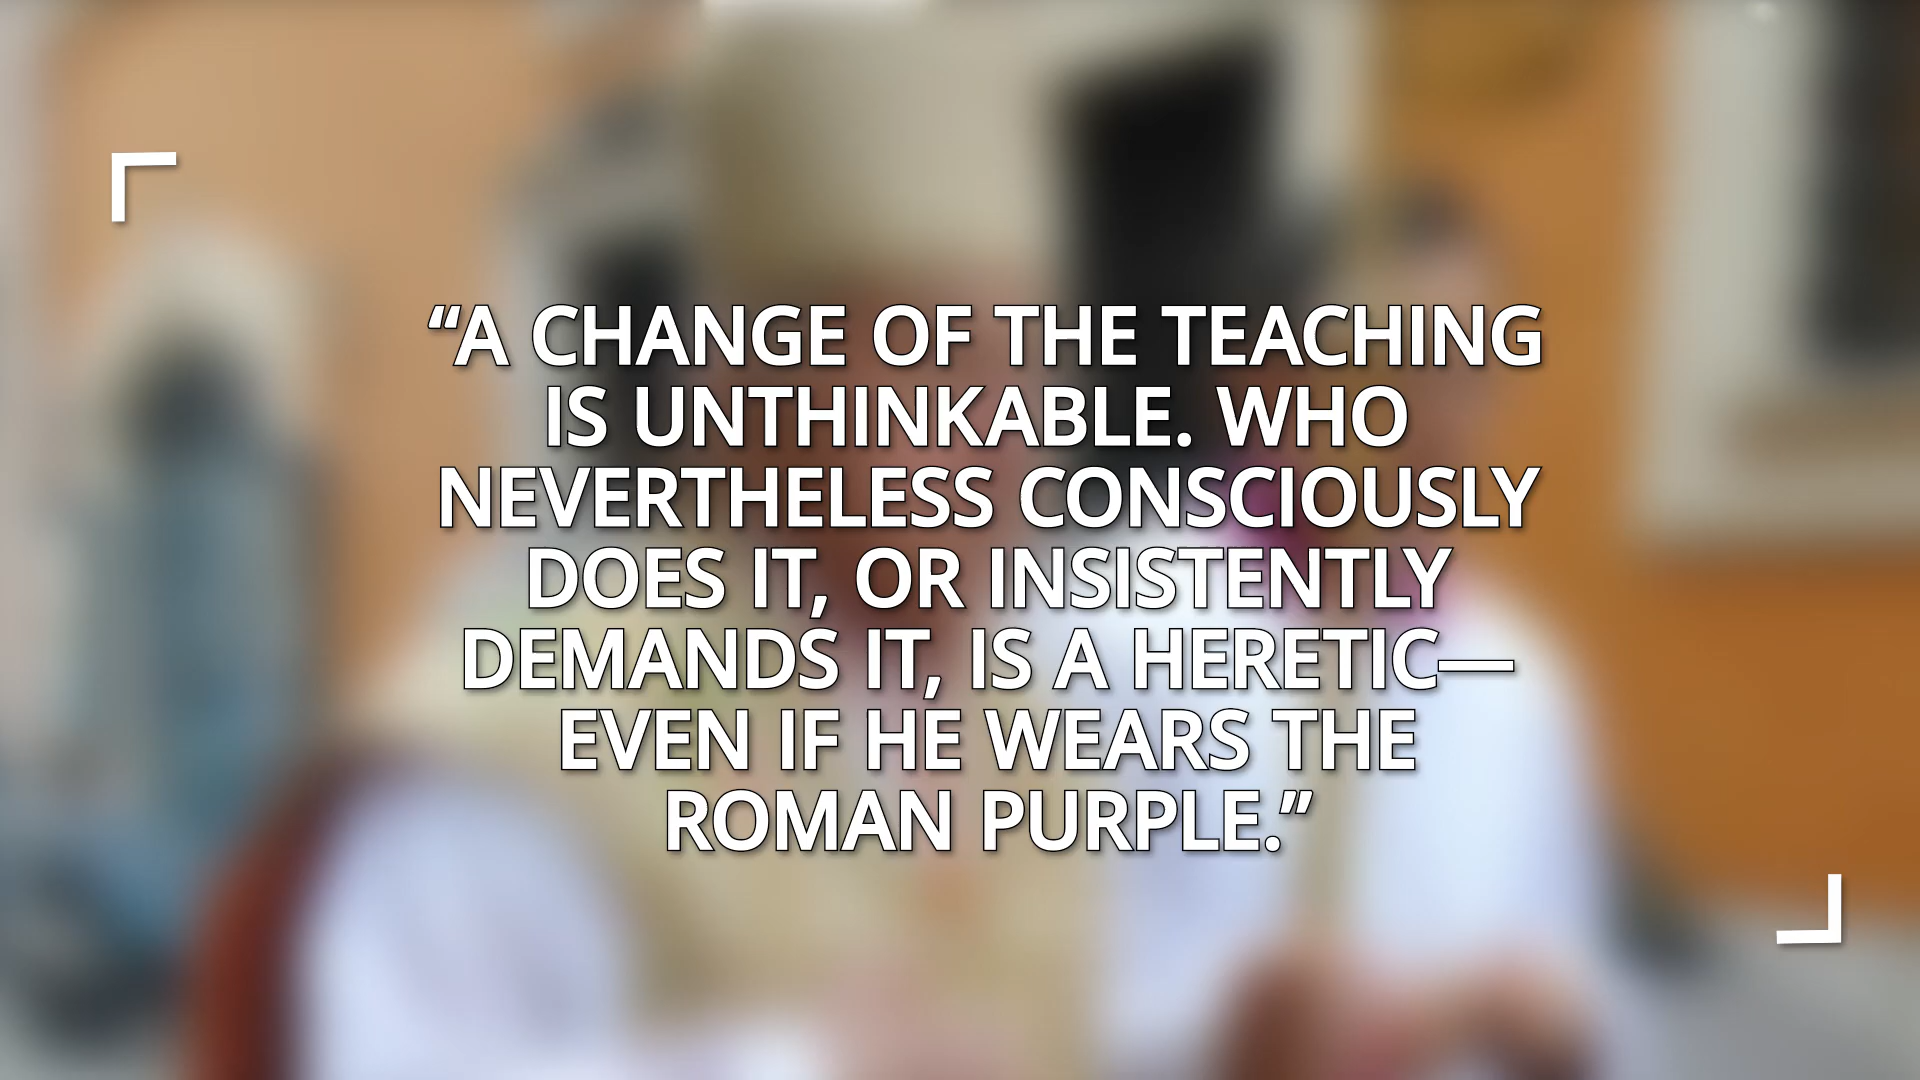 “A CHANGE OF THE TEACHING
IS UNTHINKABLE. WHO
NEVERTHELESS CONSCIOUSLY
DOES IT, OR INSISTENTLY
DEMANDS IT, IS A HERETIC—
EVEN IF HE WEARS THE
ROMAN PURPLE.”